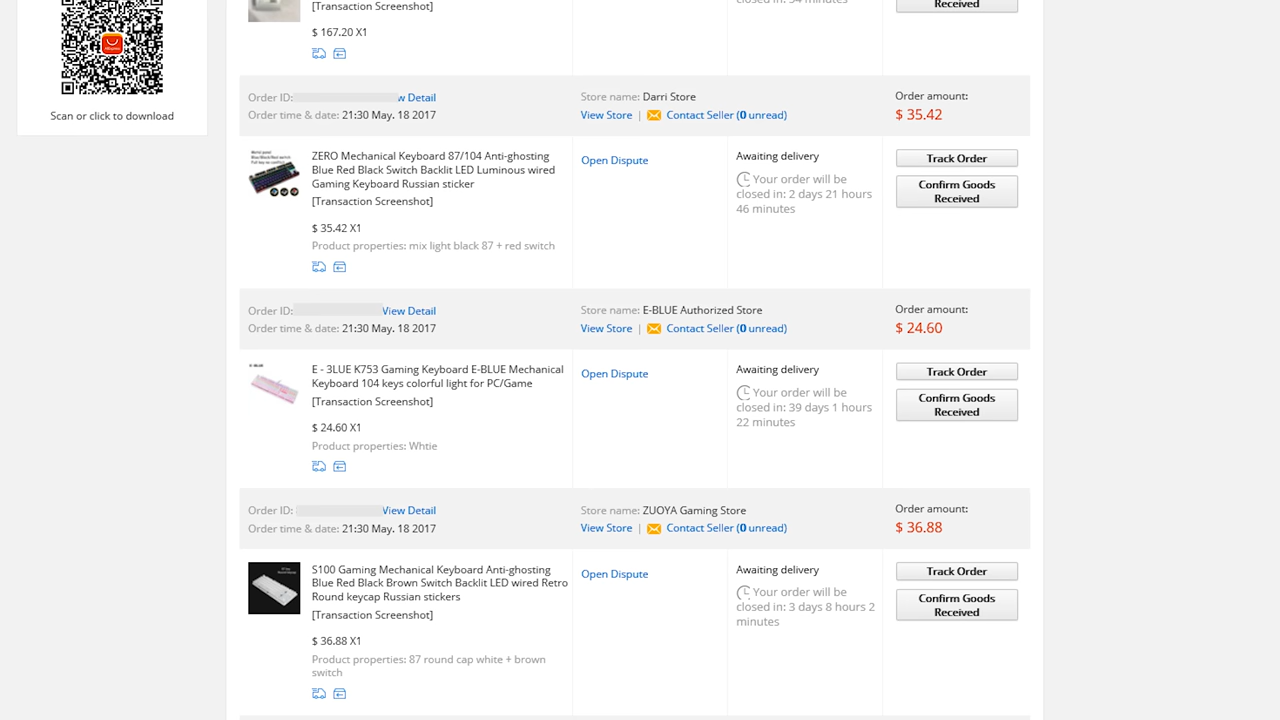 Scan or click to download
[Transaction Screenshot]
$ 167.20 X1
closed in: 54 minutes
Received
Order ID: w Detail
Order time & date: 21:30 May. 18 2017
Store name: Darri Store
View Store | Contact Seller (0 unread)
Order amount:
$ 35.42
ZERO Mechanical Keyboard 87/104 Anti-ghosting
Blue Red Black Switch Backlit LED Luminous wired
Gaming Keyboard Russian sticker
[Transaction Screenshot]
$ 35.42 X1
Product properties: mix light black 87 + red switch
Open Dispute
Awaiting delivery
Your order will be
closed in: 2 days 21 hours
46 minutes
Track Order
Confirm Goods
Received
Order ID: View Detail
Order time & date: 21:30 May. 18 2017
Store name: E-BLUE Authorized Store
View Store | Contact Seller (0 unread)
Order amount:
$ 24.60
E-BLUE
E - 3LUE K753 Gaming Keyboard E-BLUE Mechanical
Keyboard 104 keys colorful light for PC/Game
[Transaction Screenshot]
$ 24.60 X1
Product properties: Whtie
Open Dispute
Awaiting delivery
Your order will be
closed in: 39 days 1 hours
22 minutes
Track Order
Confirm Goods
Received
Order ID: View Detail
Order time & date: 21:30 May. 18 2017
Store name: ZUOYA Gaming Store
View Store | Contact Seller (0 unread)
Order amount:
$ 36.88
S100 Gaming Mechanical Keyboard Anti-ghosting
Blue Red Black Brown Switch Backlit LED wired Retro
Round keycap Russian stickers
[Transaction Screenshot]
$ 36.88 X1
Product properties: 87 round cap white + brown
switch
Open Dispute
Awaiting delivery
Your order will be
closed in: 3 days 8 hours 2
minutes
Track Order
Confirm Goods
Received